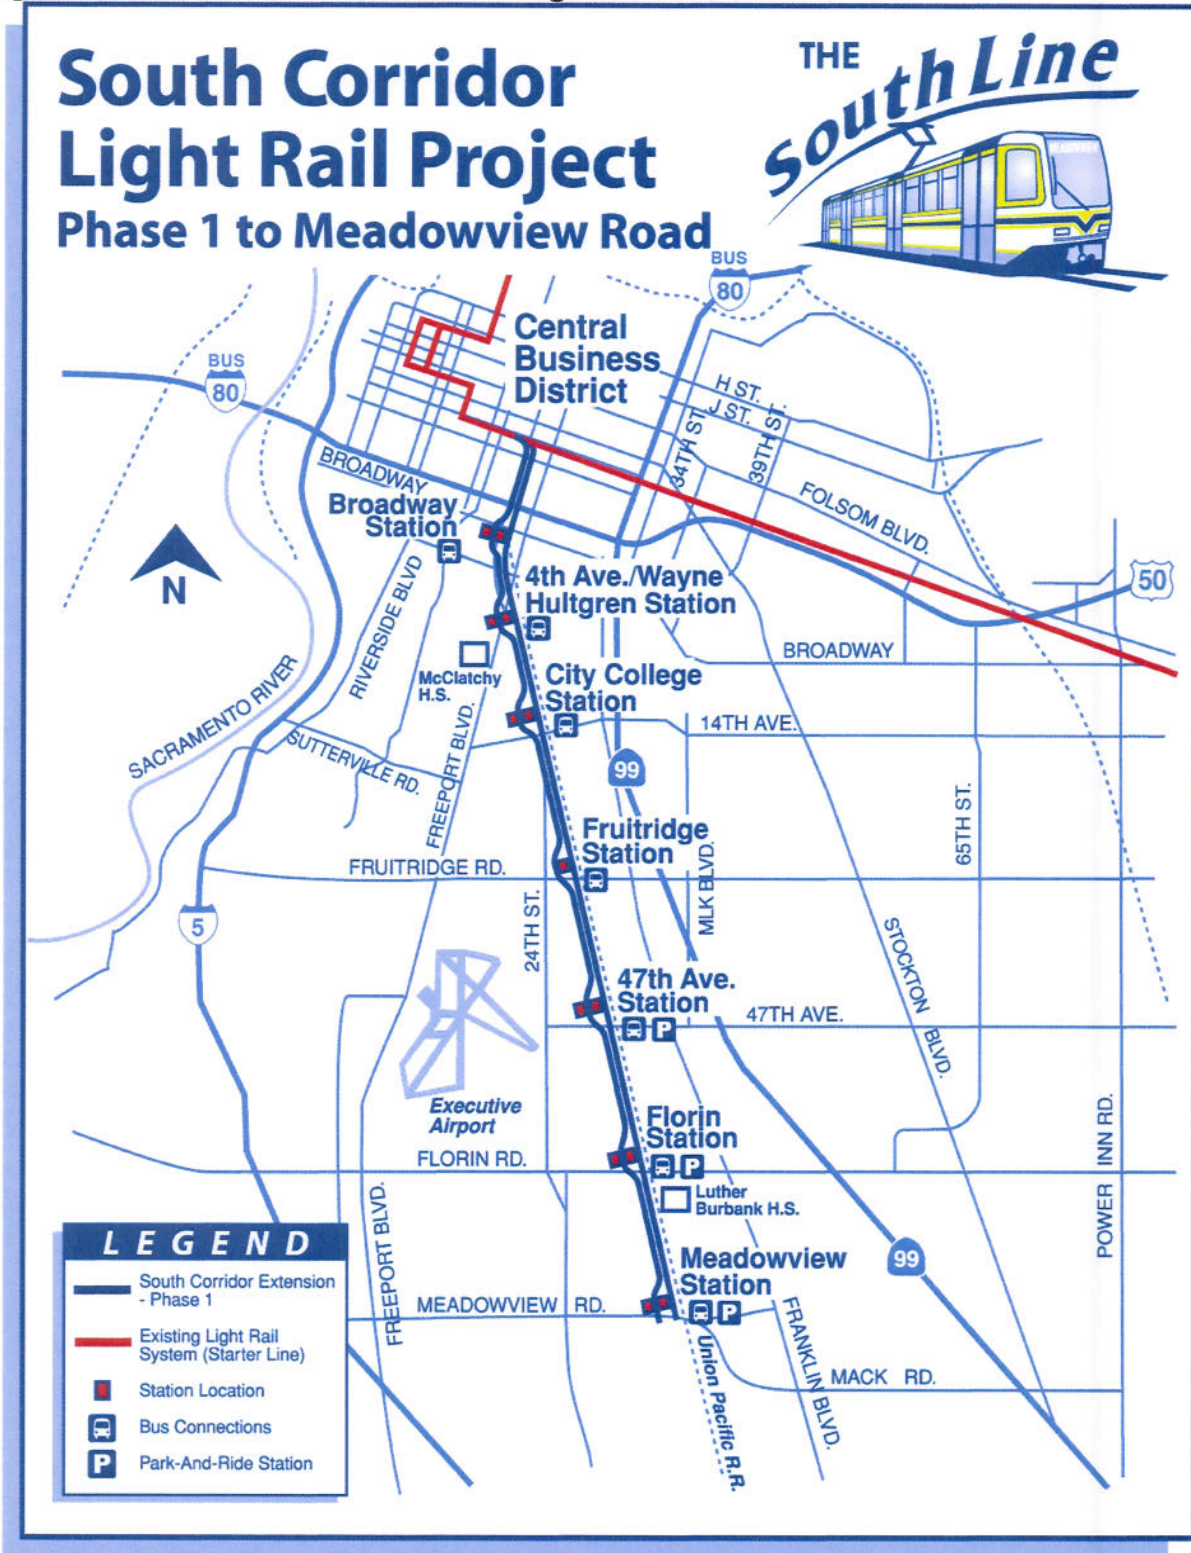 South Corridor
Light Rail Project
Phase 1 to Meadowview Road
THE
South Line
BUS
80
Central
Business
District
BUS
80
H ST.
J ST.
34TH ST.
39TH ST.
BROADWAY
FOLSOM BLVD.
Broadway
Station
50
N
4th Ave./Wayne
Hultgren Station
RIVERSIDE BLVD
BROADWAY
McClatchy
H.S.
City College
Station
SACRAMENTO RIVER
14TH AVE.
SUTTERVILLE RD.
FREEPORT BLVD.
99
65TH ST.
Fruitridge
Station
FRUITRIDGE RD.
MLK BLVD.
5
24TH ST.
STOCKTON BLVD.
47th Ave.
Station
47TH AVE.
P
Executive
Airport
Florin
Station
FLORIN RD.
P
POWER INN RD.
Luther
Burbank H.S.
FREEPORT BLVD.
99
Meadowview
Station
MEADOWVIEW RD.
P
FRANKLIN BLVD.
MACK RD.
Union Pacific R.R.
LEGEND
South Corridor Extension
- Phase 1
Existing Light Rail
System (Starter Line)
Station Location
Bus Connections
P
Park-And-Ride Station